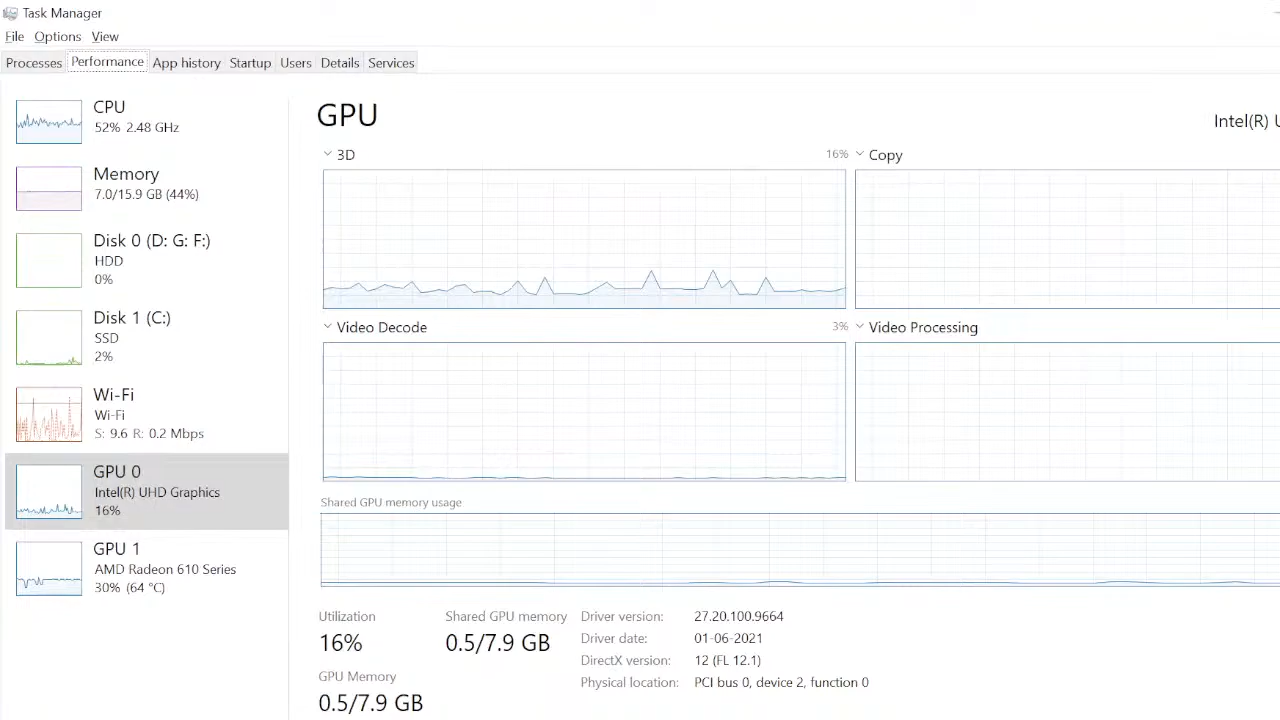 Task Manager
File Options View
Processes Performance App history Startup Users Details Services
CPU
52% 2.48 GHz
Memory
7.0/15.9 GB (44%)
Disk 0 (D: G: F:)
HDD
0%
Disk 1 (C:)
SSD
2%
Wi-Fi
Wi-Fi
S: 9.6 R: 0.2 Mbps
GPU 0
Intel(R) UHD Graphics
16%
GPU 1
AMD Radeon 610 Series
30% (64 °C)
GPU
Intel(R) U
3D 16%
Copy
Video Decode 3%
Video Processing
Shared GPU memory usage
Utilization
16%
Shared GPU memory
0.5/7.9 GB
GPU Memory
0.5/7.9 GB
Driver version: 27.20.100.9664
Driver date: 01-06-2021
DirectX version: 12 (FL 12.1)
Physical location: PCI bus 0, device 2, function 0